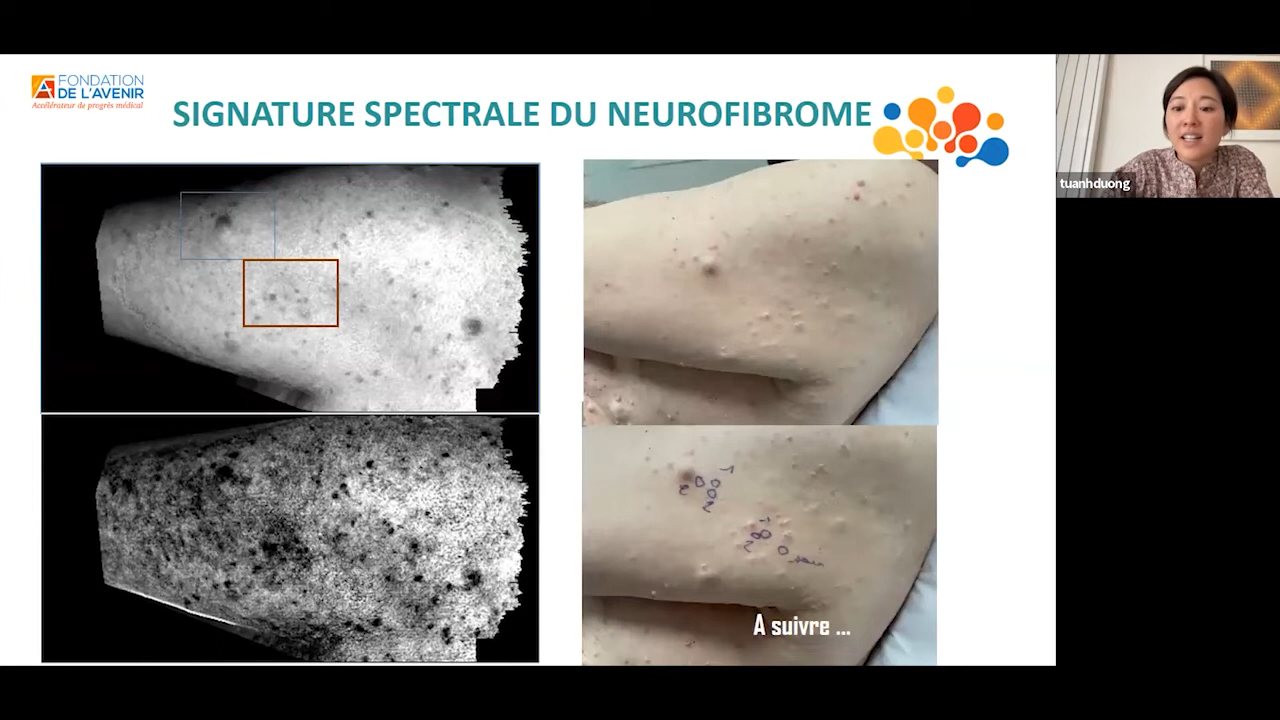 FONDATION
DE L'AVENIR
Accélérateur de progrès médical
SIGNATURE SPECTRALE DU NEUROFIBROME
tuanhduong
A suivre ...